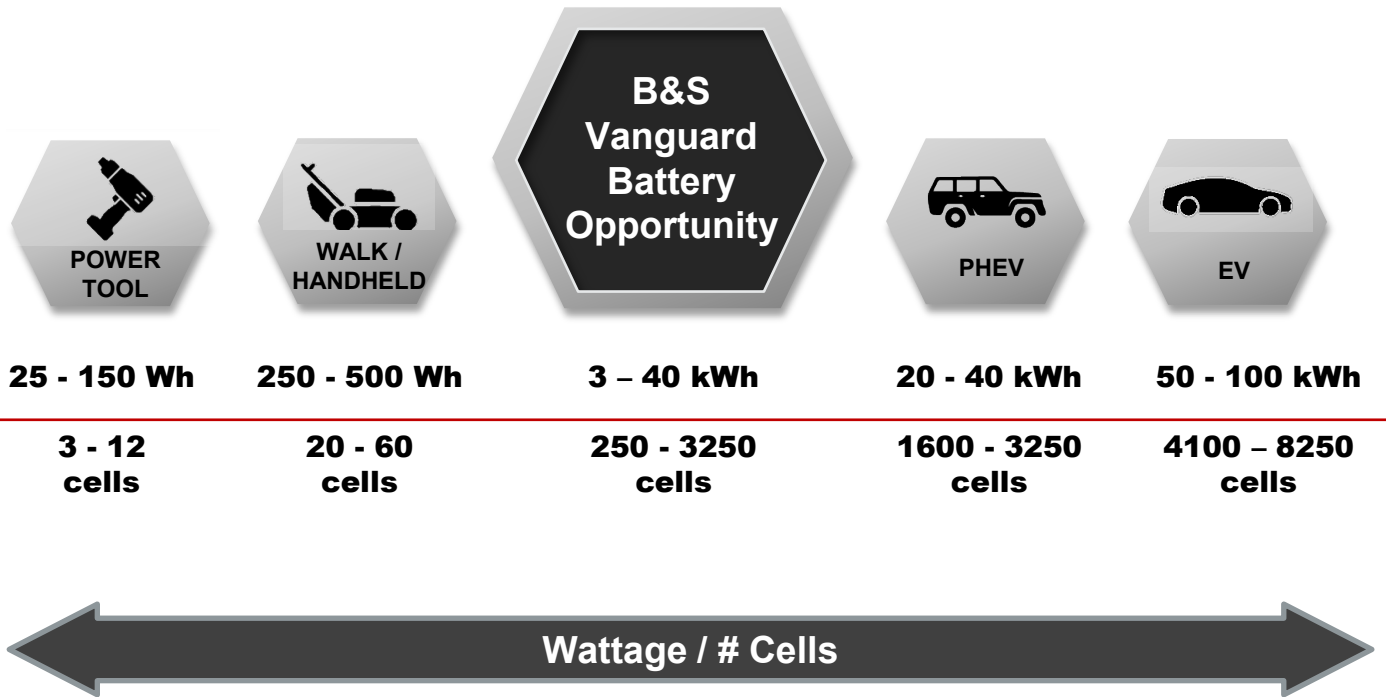 B&S
Vanguard
Battery
Opportunity
POWER
TOOL
WALK /
HANDHELD
PHEV
EV
25 - 150 Wh
250 - 500 Wh
3 – 40 kWh
20 - 40 kWh
50 - 100 kWh
3 - 12
cells
20 - 60
cells
250 - 3250
cells
1600 - 3250
cells
4100 – 8250
cells
Wattage / # Cells